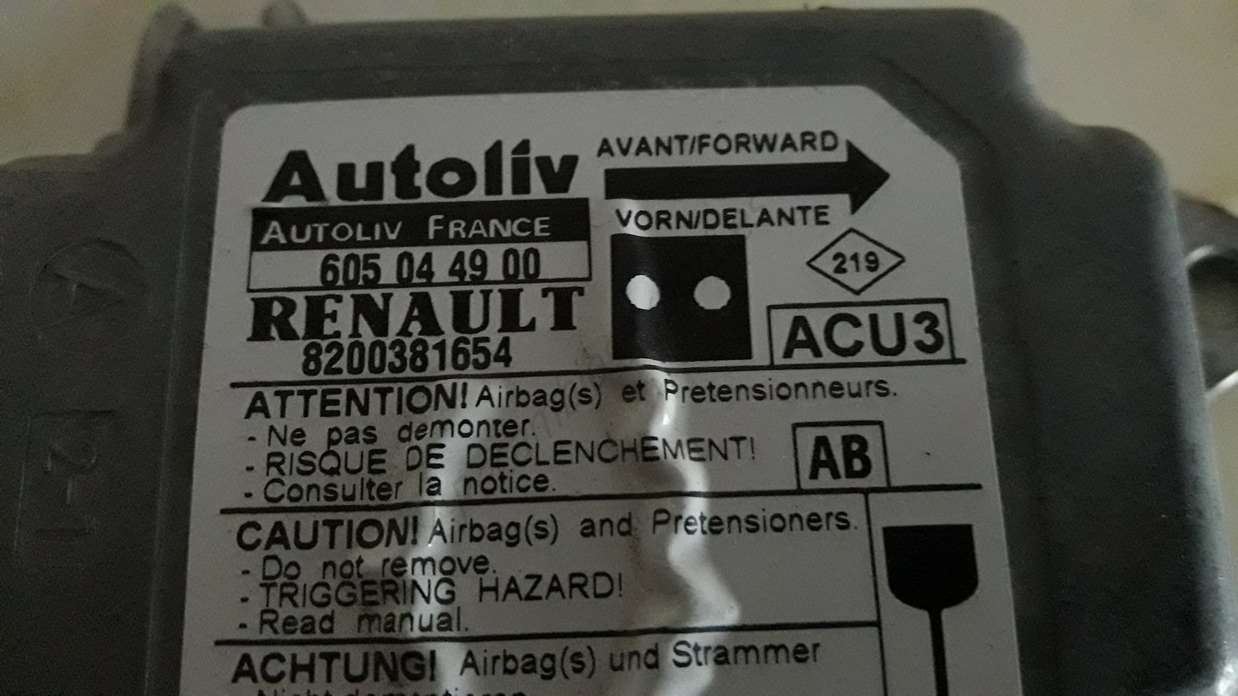 Autoliv
AUTOLIV FRANCE
605 04 49 00
RENAULT
8200381654
AVANT/FORWARD
VORN/DELANTE
219
ACU3
ATTENTION! Airbag(s) et Pretensionneurs.
- Ne pas demonter.
- RISQUE DE DECLENCHEMENT!
- Consulter la notice.
AB
CAUTION! Airbag(s) and Pretensioners.
- Do not remove.
- TRIGGERING HAZARD!
- Read manual.
ACHTUNG! Airbag(s) und Strammer